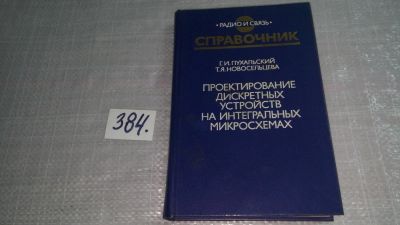 • РАДИО И СВЯЗЬ •
СПРАВОЧНИК
Г.И. ПУХАЛЬСКИЙ
Т.Я. НОВОСЕЛЬЦЕВА
ПРОЕКТИРОВАНИЕ
ДИСКРЕТНЫХ
УСТРОЙСТВ
НА ИНТЕГРАЛЬНЫХ
МИКРОСХЕМАХ
384.